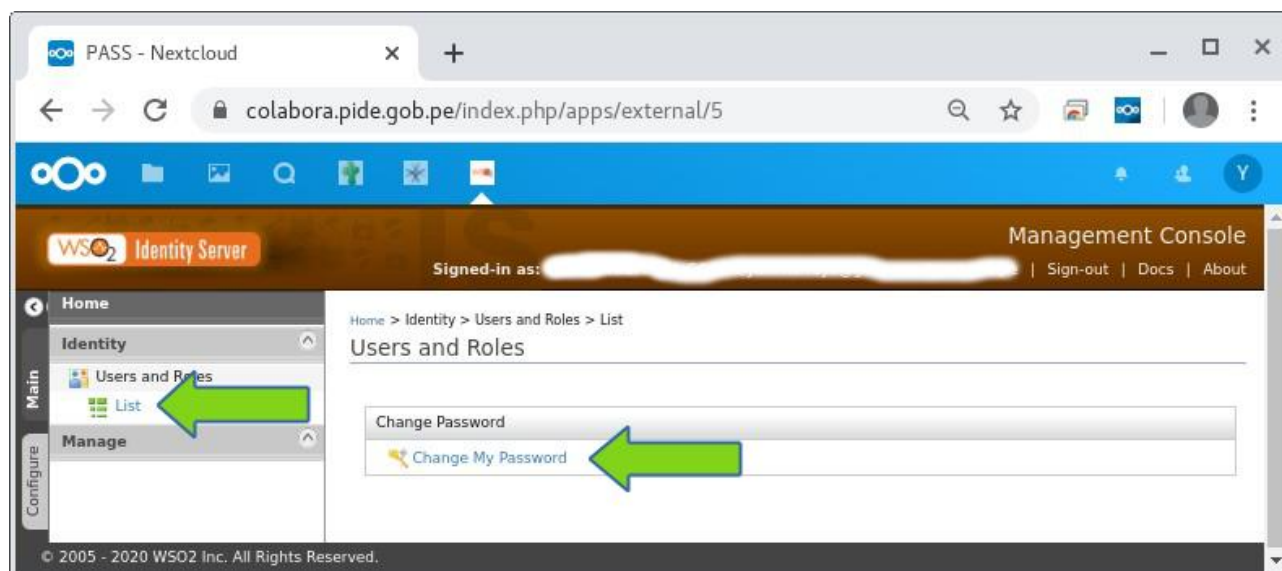 PASS - Nextcloud
colabora.pide.gob.pe/index.php/apps/external/5
Y
WSO2 Identity Server
Management Console
Signed-in as: | Sign-out | Docs | About
Home
Identity
Users and Roles
List
Manage
Main
Configure
Home > Identity > Users and Roles > List
Users and Roles
Change Password
Change My Password
© 2005 - 2020 WSO2 Inc. All Rights Reserved.